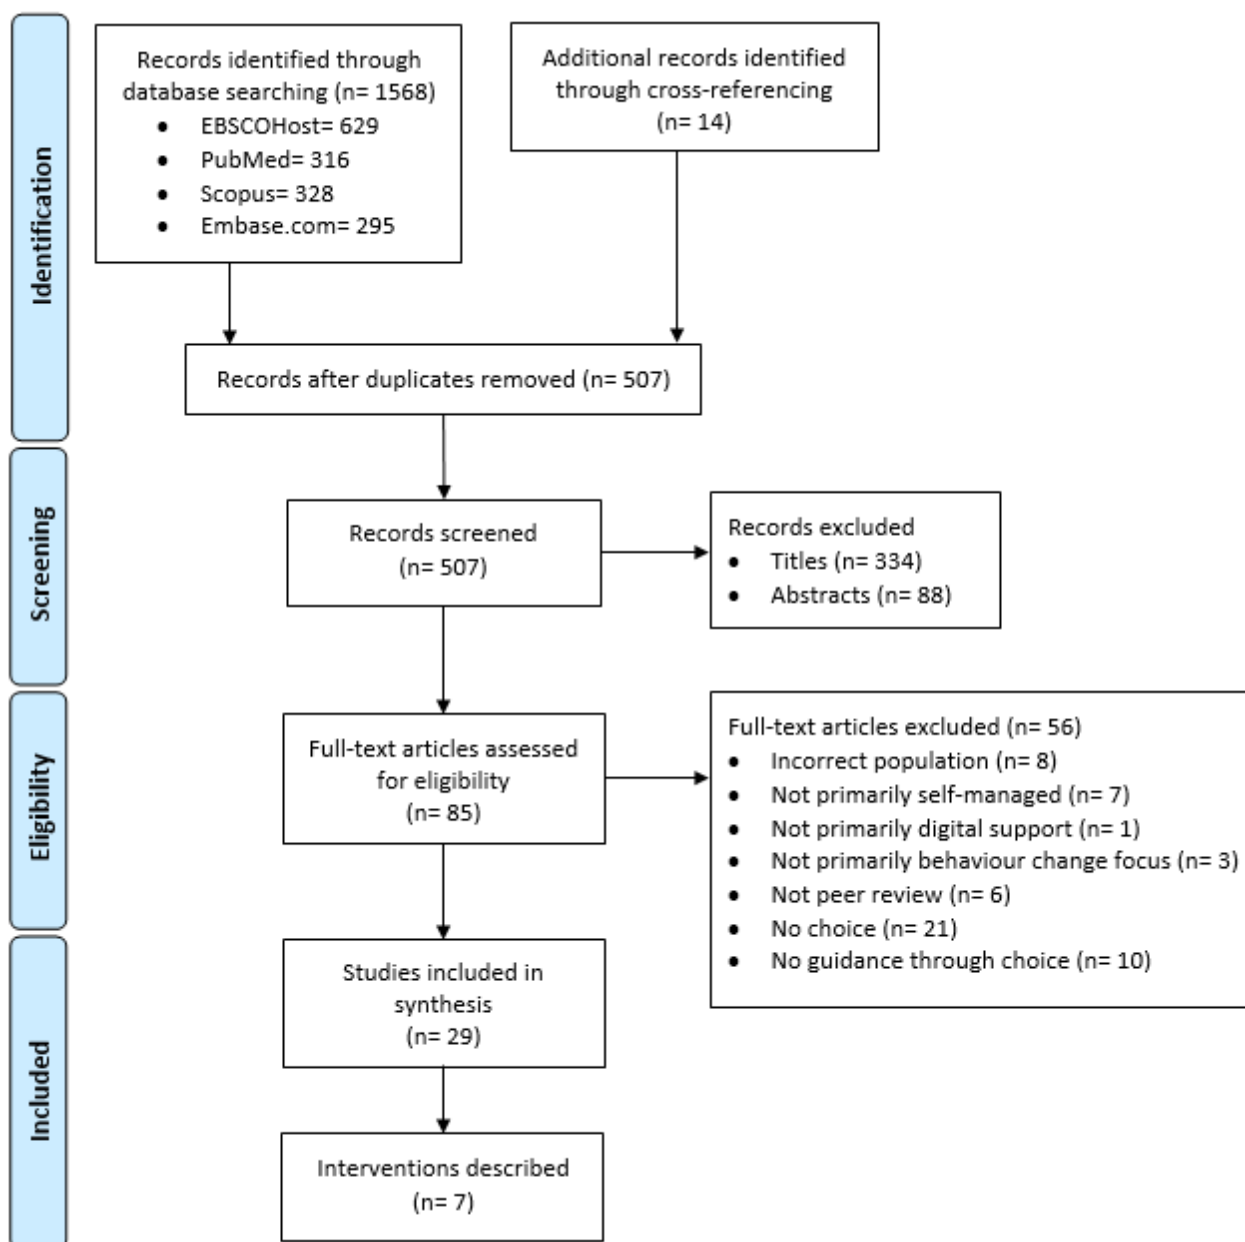 Identification
Records identified through
database searching (n= 1568)
• EBSCOHost= 629
• PubMed= 316
• Scopus= 328
• Embase.com= 295
Additional records identified
through cross-referencing
(n= 14)
Records after duplicates removed (n= 507)
Screening
Records screened
(n= 507)
Records excluded
• Titles (n= 334)
• Abstracts (n= 88)
Eligibility
Full-text articles assessed
for eligibility
(n= 85)
Full-text articles excluded (n= 56)
• Incorrect population (n= 8)
• Not primarily self-managed (n= 7)
• Not primarily digital support (n= 1)
• Not primarily behaviour change focus (n= 3)
• Not peer review (n= 6)
• No choice (n= 21)
• No guidance through choice (n= 10)
Included
Studies included in
synthesis
(n= 29)
Interventions described
(n= 7)